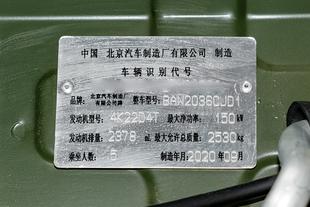 中国 北京汽车制造厂有限公司 制造
车辆识别代号
品牌: 北京汽车制造厂有限公司牌 整车型号: BAW2036CJD1
发动机型号: 4K22D4T 最大净功率: 150 kW
发动机排量: 2378 mL 最大允许总质量: 2530 kg
乘坐人数: 5 制造年月: 2020年09月